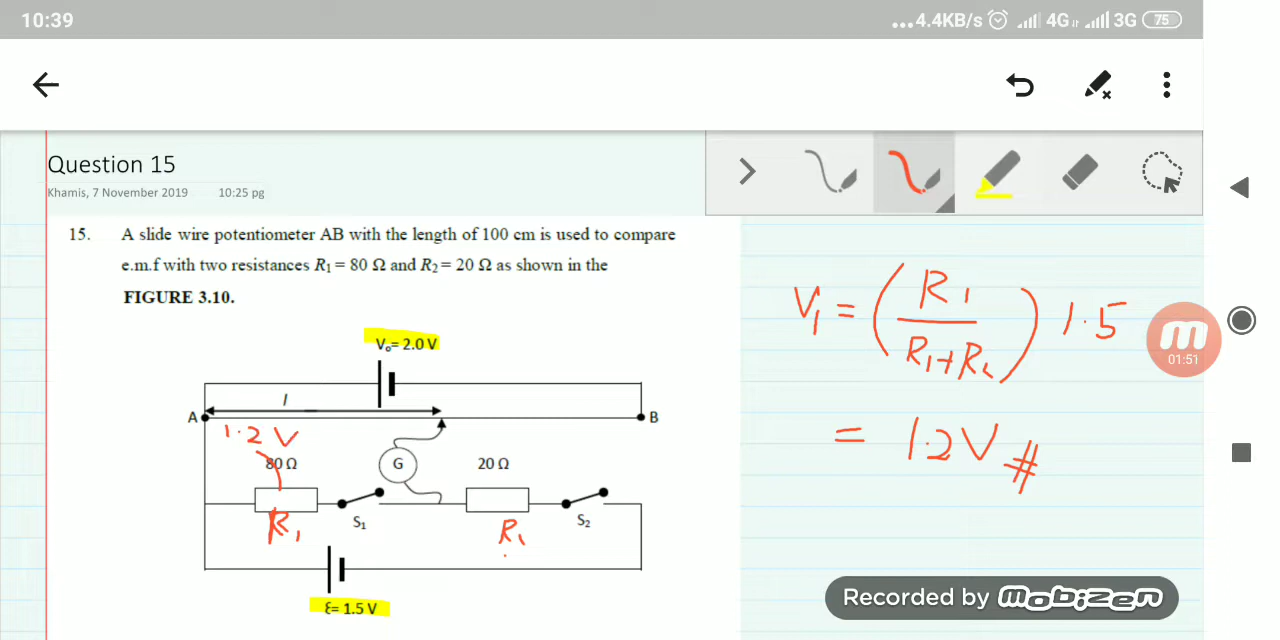 10:39
...4.4KB/s 4G 3G 75
Question 15
Khamis, 7 November 2019 10:25 pg
15. A slide wire potentiometer AB with the length of 100 cm is used to compare
e.m.f with two resistances R₁ = 80 Ω and R₂ = 20 Ω as shown in the
FIGURE 3.10.
Vₒ= 2.0 V
l
A
B
1.2 V
80 Ω
G
20 Ω
S₁
S₂
R₁
R₁
ℰ= 1.5 V
V₁ = (R₁ / R₁+R₂) 1.5
= 1.2V #
01:51
Recorded by mobizen